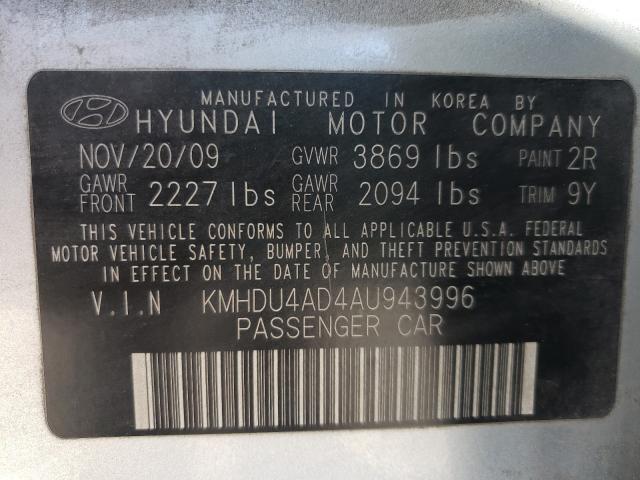 MANUFACTURED IN KOREA BY
HYUNDAI MOTOR COMPANY
NOV/20/09 GVWR 3869 lbs PAINT 2R
GAWR FRONT 2227 lbs GAWR REAR 2094 lbs TRIM 9Y
THIS VEHICLE CONFORMS TO ALL APPLICABLE U.S.A. FEDERAL
MOTOR VEHICLE SAFETY, BUMPER, AND THEFT PREVENTION STANDARDS
IN EFFECT ON THE DATE OF MANUFACTURE SHOWN ABOVE
V.I.N KMHDU4AD4AU943996
PASSENGER CAR